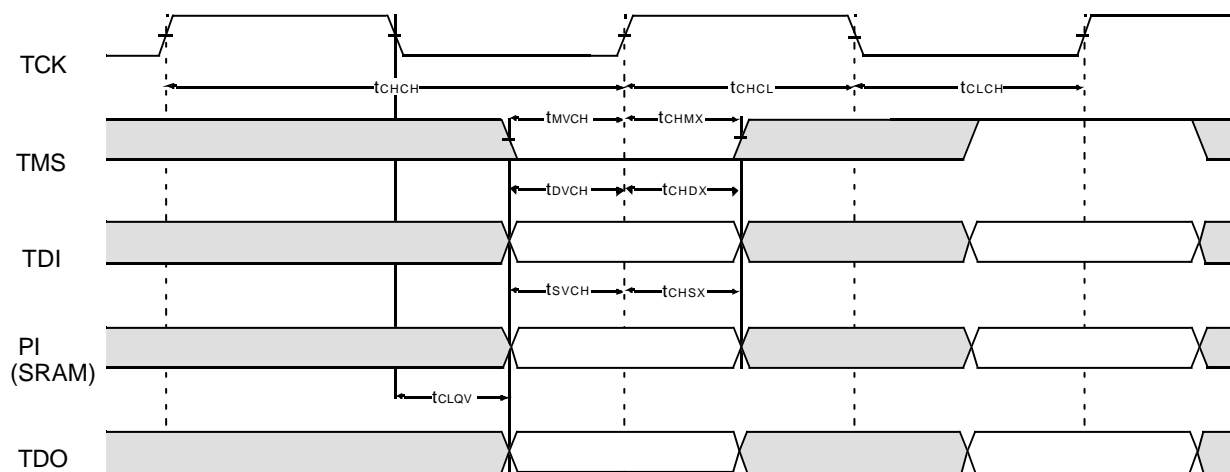 TCK
tCHCH
tCHCL
tCLCH
tMVCH
tCHMX
TMS
tDVCH
tCHDX
TDI
tSVCH
tCHSX
PI
(SRAM)
tCLQV
TDO